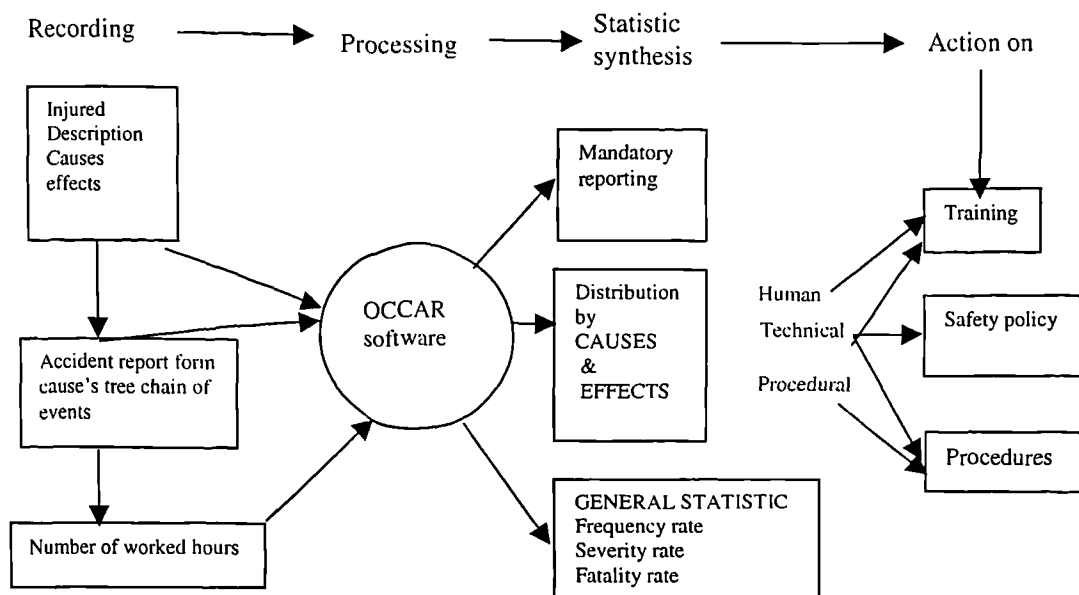 Recording
Processing
Statistic
synthesis
Action on
Injured
Description
Causes
effects
Accident report form
cause's tree chain of
events
Number of worked hours
OCCAR
software
Mandatory
reporting
Distribution
by
CAUSES
&
EFFECTS
GENERAL STATISTIC
Frequency rate
Severity rate
Fatality rate
Human
Technical
Procedural
Training
Safety policy
Procedures